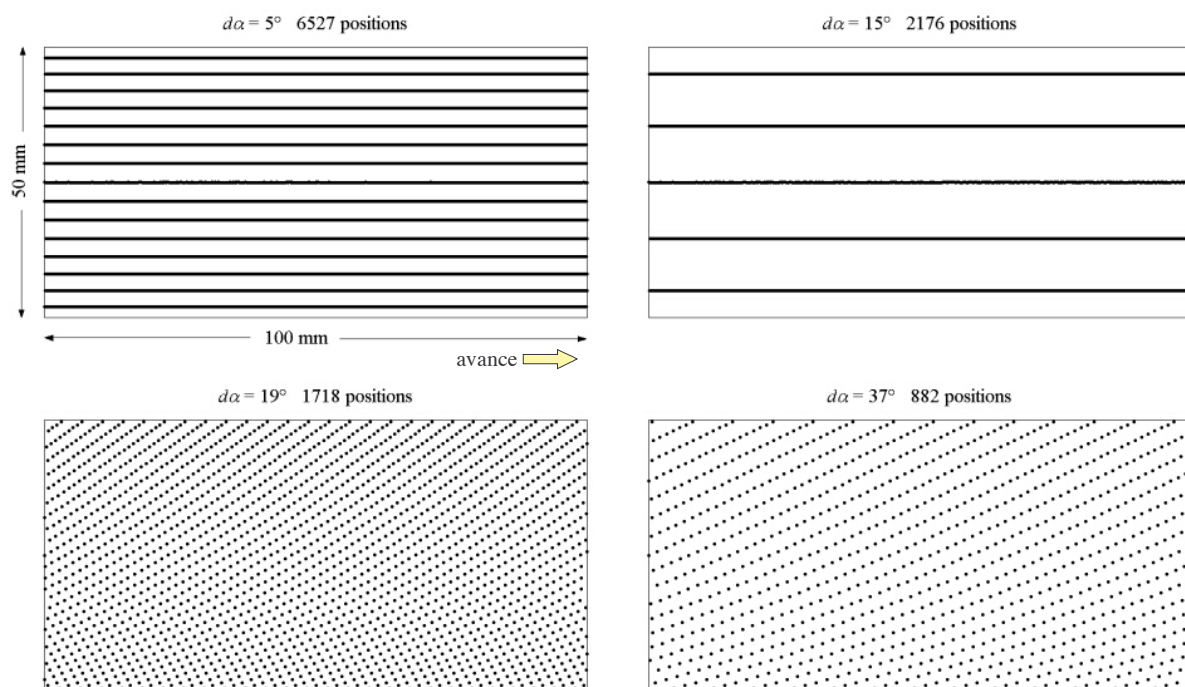 dα = 5° 6527 positions
dα = 15° 2176 positions
50 mm
100 mm
avance
dα = 19° 1718 positions
dα = 37° 882 positions